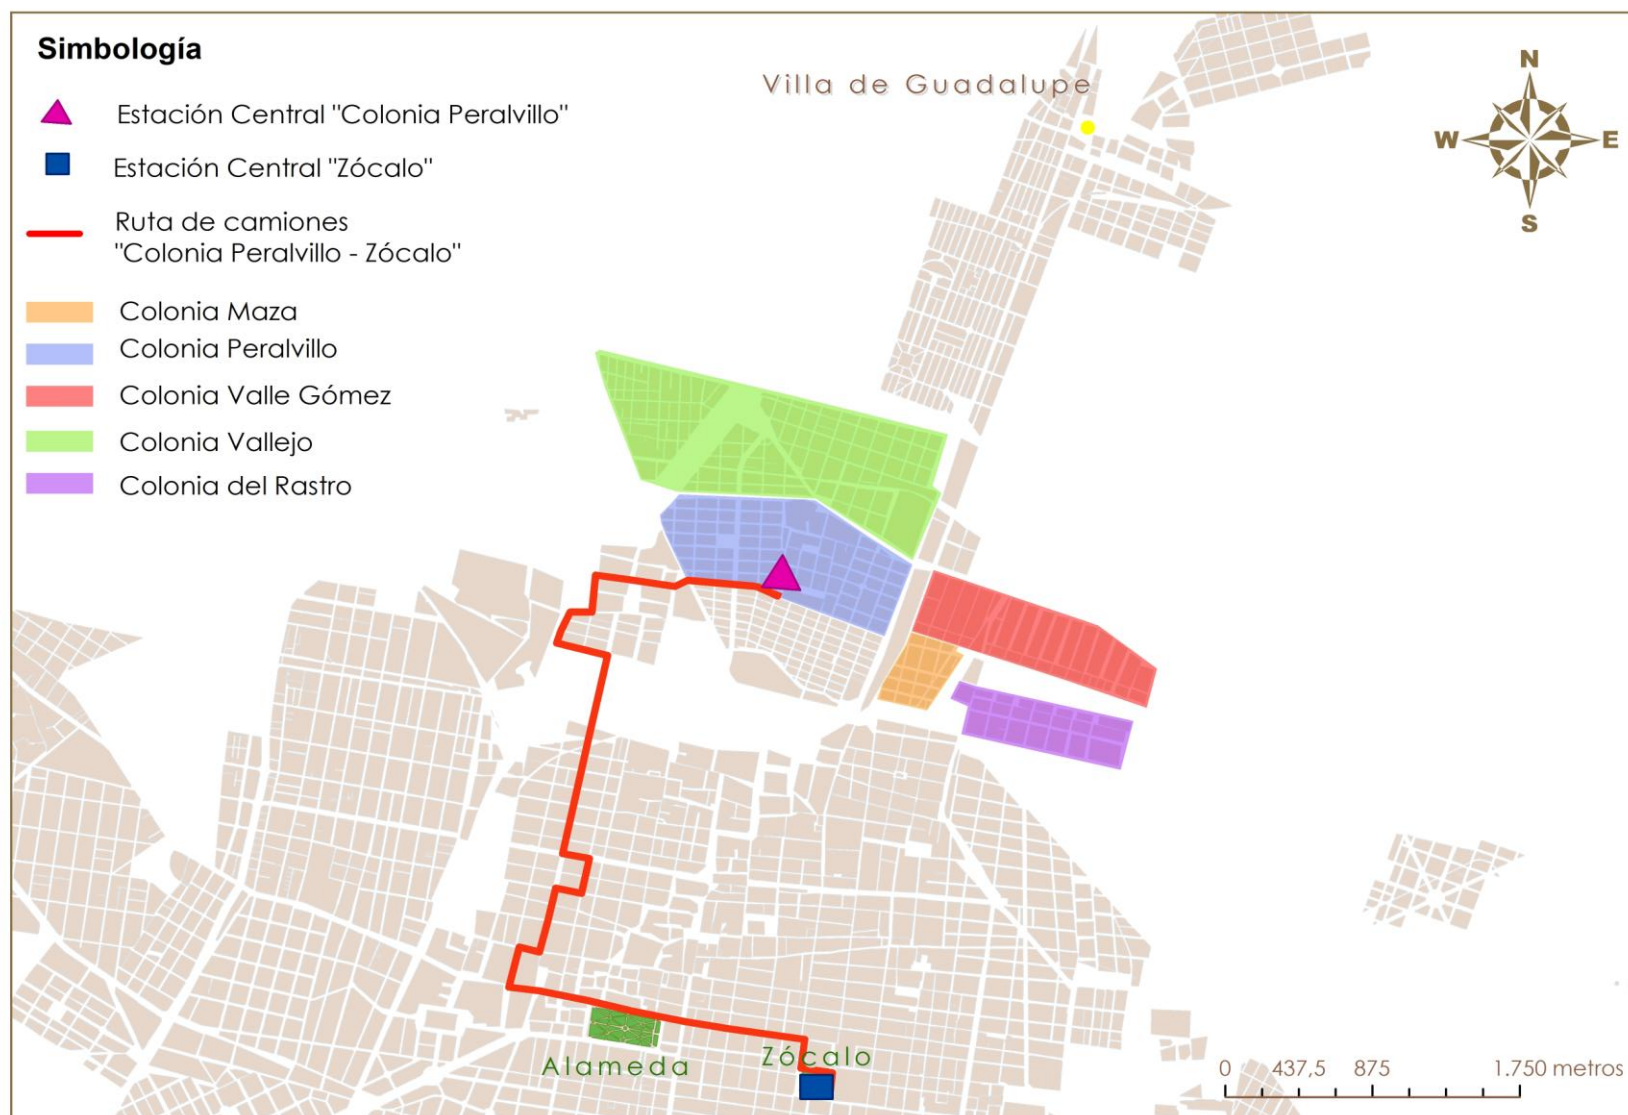 Simbología
Estación Central "Colonia Peralvillo"
Estación Central "Zócalo"
Ruta de camiones
"Colonia Peralvillo - Zócalo"
Colonia Maza
Colonia Peralvillo
Colonia Valle Gómez
Colonia Vallejo
Colonia del Rastro
Villa de Guadalupe
N
W
E
S
Alameda
Zócalo
0 437,5 875 1.750 metros